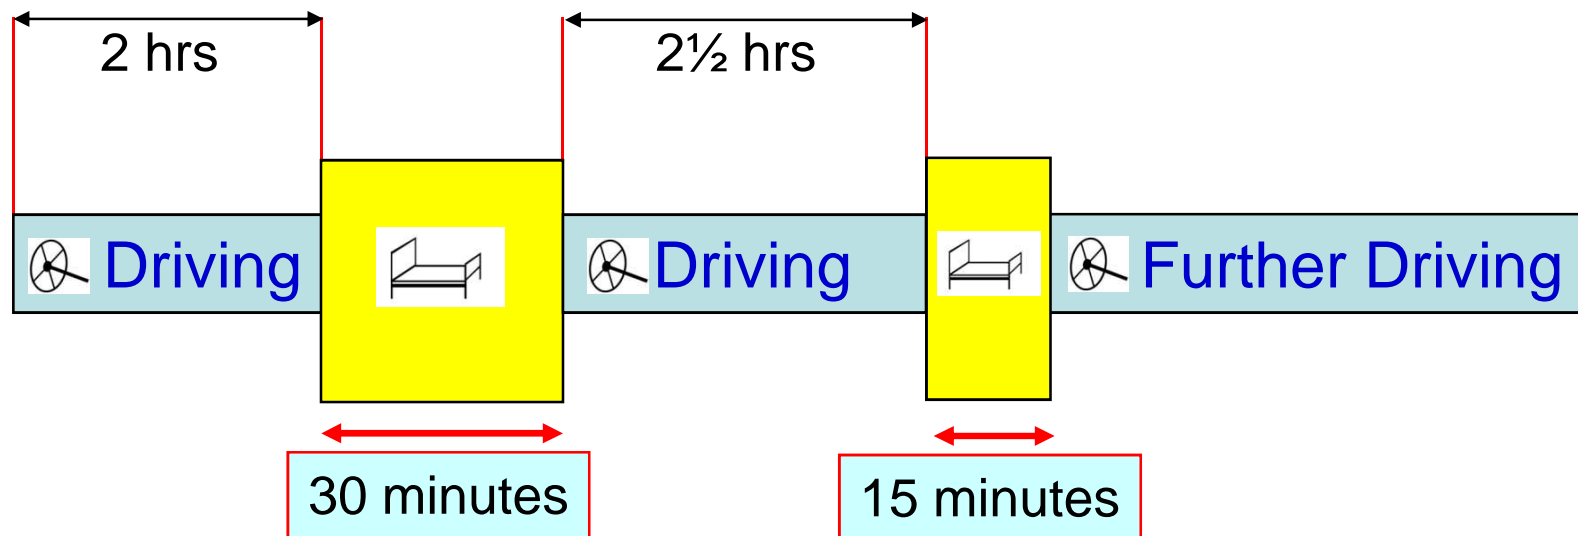 2 hrs
2½ hrs
Driving
Driving
Further Driving
30 minutes
15 minutes